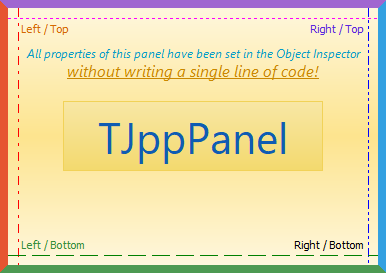 Left / Top Right / Top
All properties of this panel have been set in the Object Inspector
without writing a single line of code!
TJppPanel
Left / Bottom Right / Bottom